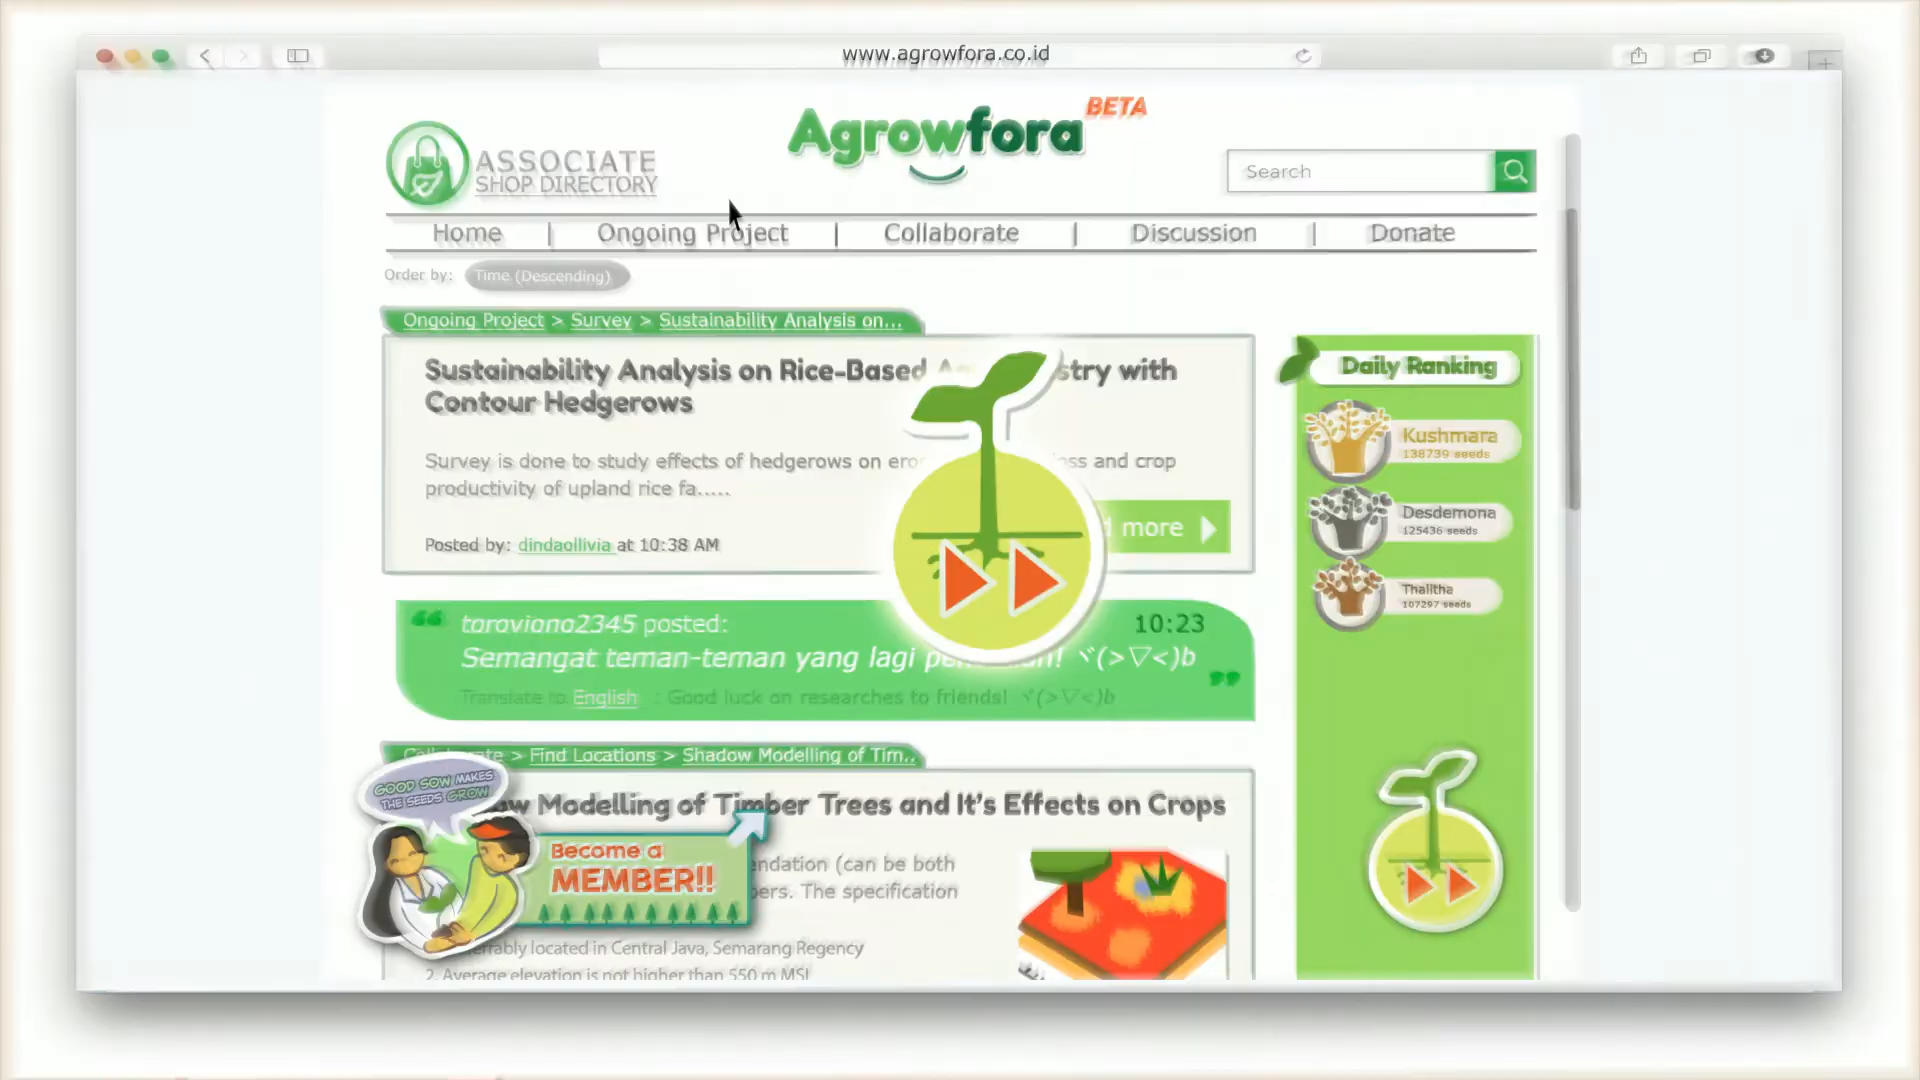 www.agrowfora.co.id
ASSOCIATE
SHOP DIRECTORY
Agrowfora BETA
Search
Home | Ongoing Project | Collaborate | Discussion | Donate
Order by: Time (Descending)
Ongoing Project > Survey > Sustainability Analysis on...
Sustainability Analysis on Rice-Based stry with
Contour Hedgerows
Survey is done to study effects of hedgerows on and crop
productivity of upland rice fa.....
more
Posted by: dindaollivia at 10:38 AM
Daily Ranking
Kushmara
138739 seeds
Desdemona
125436 seeds
Thalitha
107297 seeds
toraviana2345 posted: 10:23
Semangat teman-teman yang lagi ヾ(>▽<)b
Translate to English : Good luck on researches to friends! ヾ(>▽<)b
Collaborate > Find Locations > Shadow Modelling of Tim..
Modelling of Timber Trees and It's Effects on Crops
GOOD SOW MAKES
THE SEEDS GROW
Become a
MEMBER!!
ndation (can be both
The specification
located in Central Java, Semarang Regency
2. Average elevation is not higher than 550 m MSL